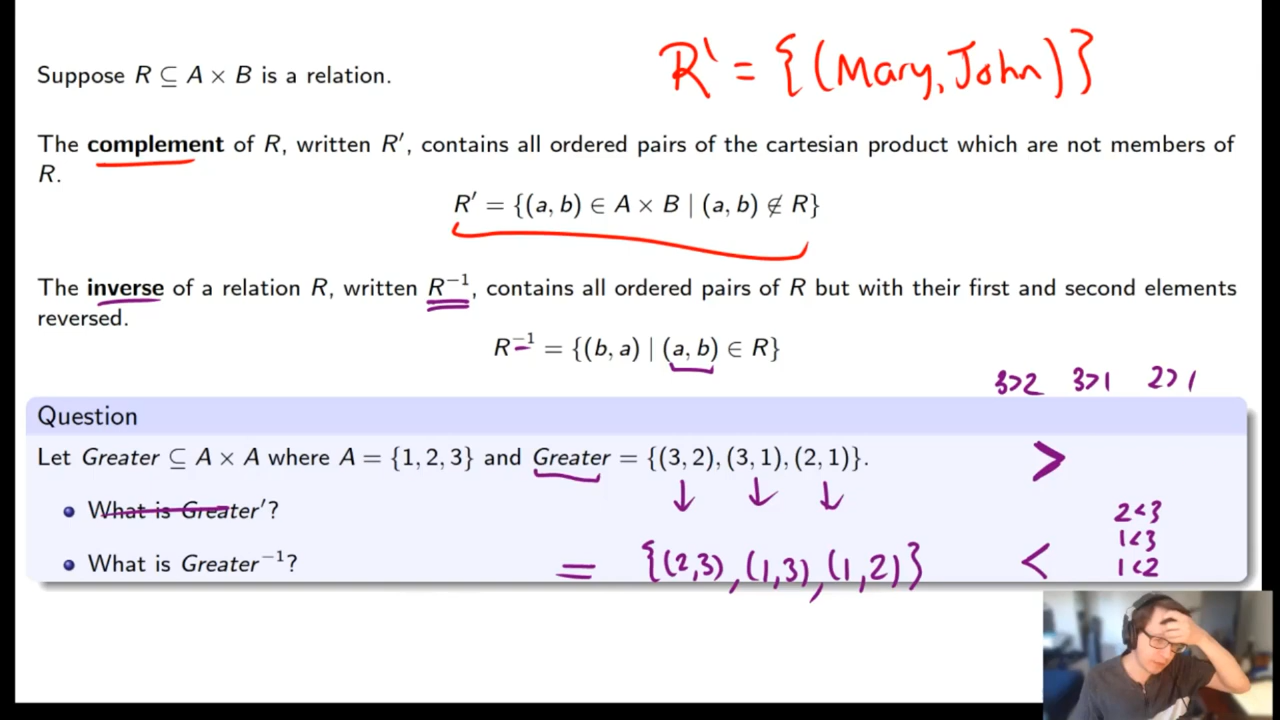 R' = {(Mary, John)}
Suppose R ⊆ A × B is a relation.
The complement of R, written R′, contains all ordered pairs of the cartesian product which are not members of
R.
R′ = {(a, b) ∈ A × B | (a, b) ∉ R}
The inverse of a relation R, written R⁻¹, contains all ordered pairs of R but with their first and second elements
reversed.
R⁻¹ = {(b, a) | (a, b) ∈ R}
3>2 3>1 2>1
Question
Let Greater ⊆ A × A where A = {1, 2, 3} and Greater = {(3, 2), (3, 1), (2, 1)}. >
↓ ↓ ↓
What is Greater′? 2<3
1<3
What is Greater⁻¹? = {(2,3), (1,3), (1,2)} < 1<2